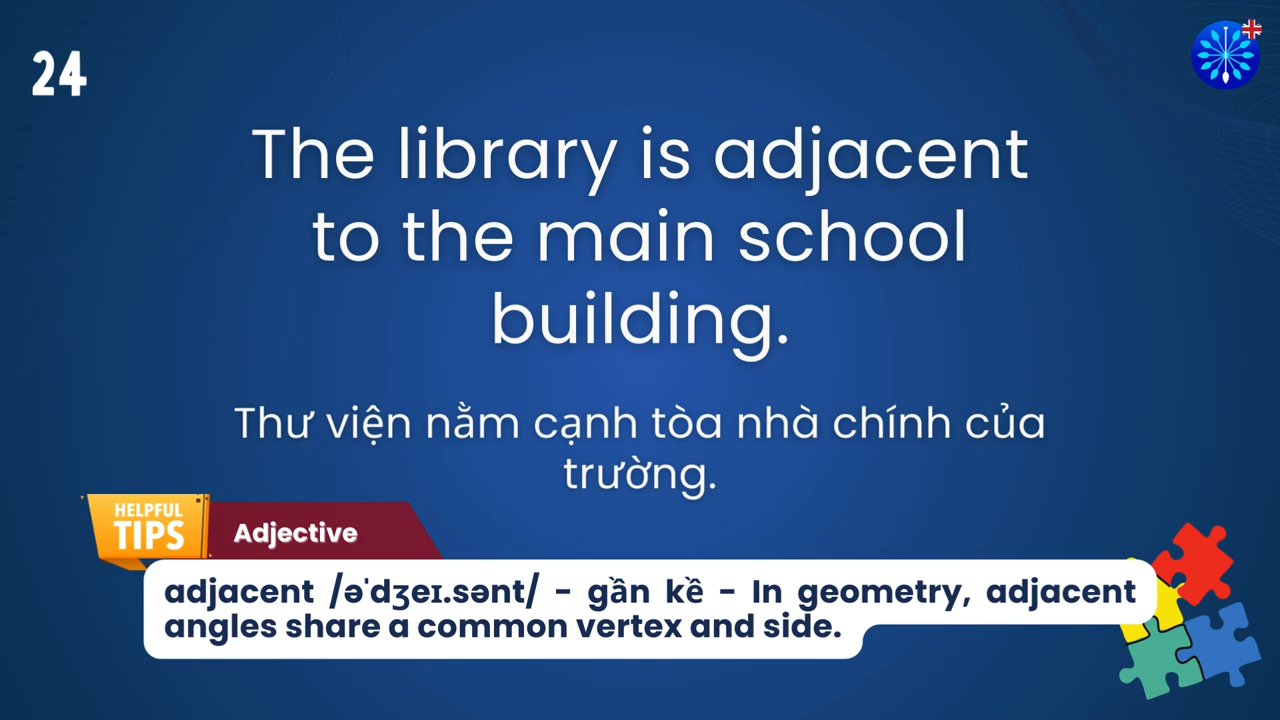 24
The library is adjacent
to the main school
building.
Thư viện nằm cạnh tòa nhà chính của
trường.
HELPFUL
TIPS
Adjective
adjacent /əˈdʒeɪ.sənt/ - gần kề - In geometry, adjacent
angles share a common vertex and side.